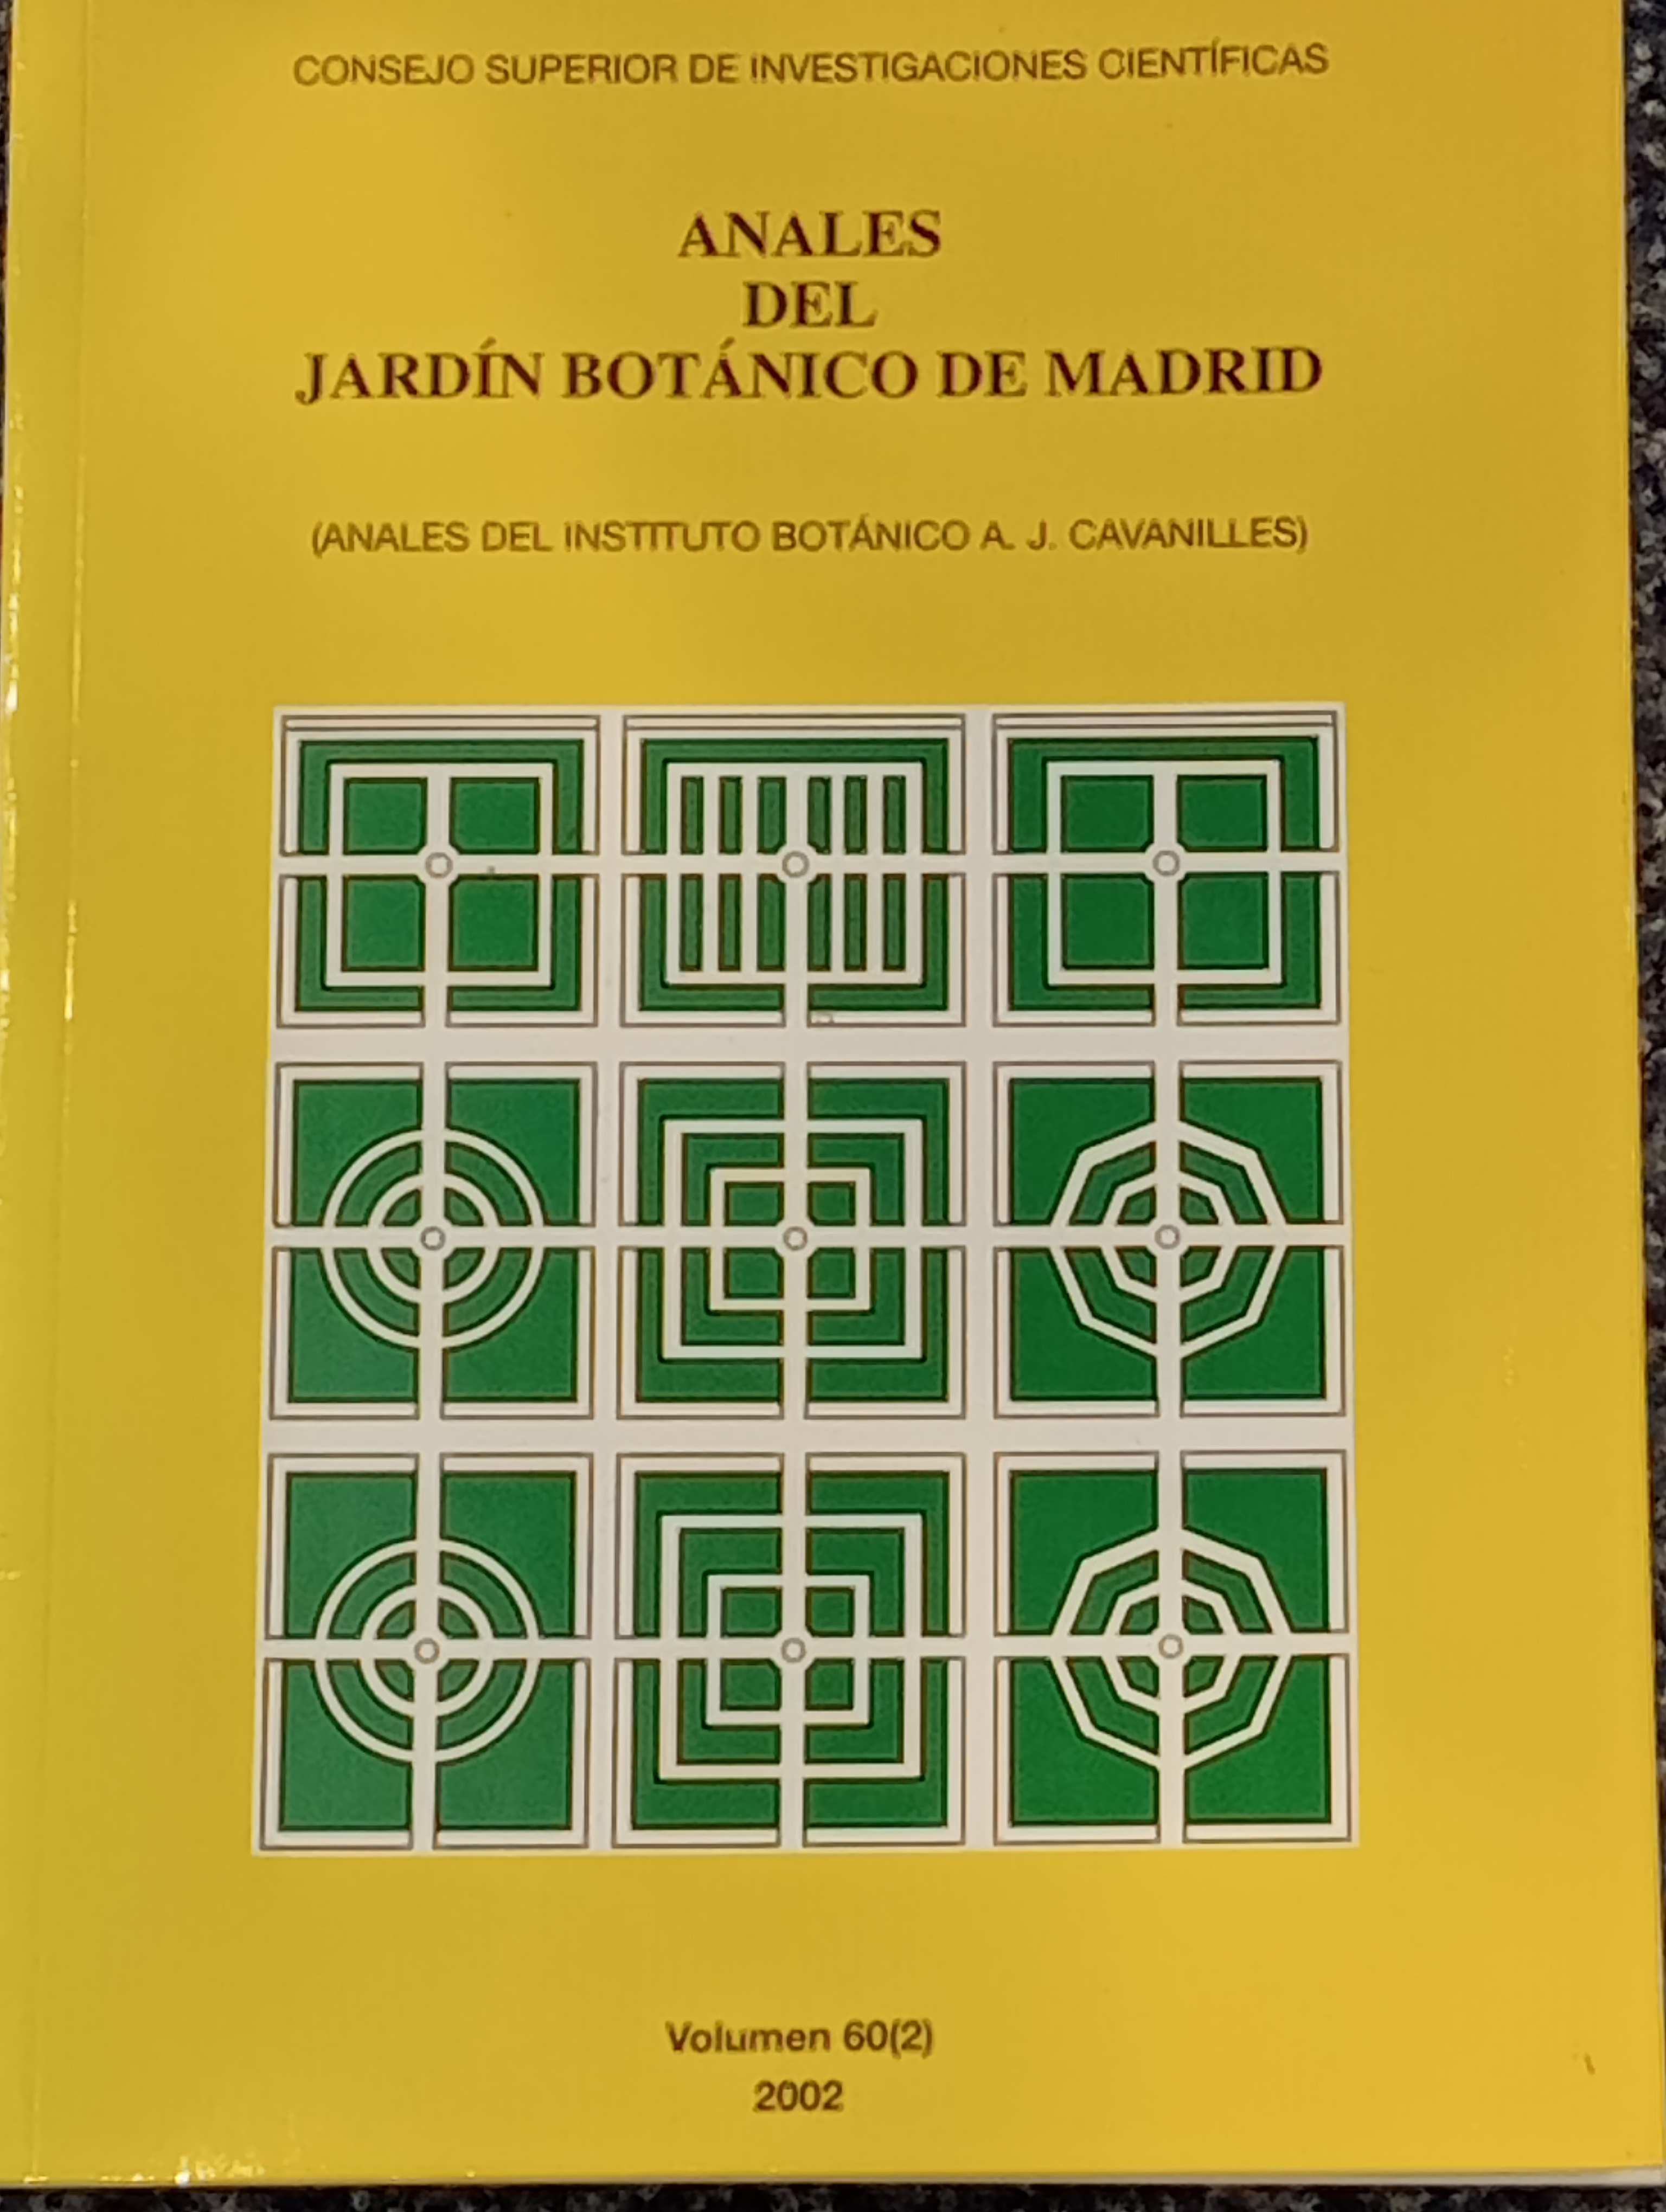 CONSEJO SUPERIOR DE INVESTIGACIONES CIENTÍFICAS
ANALES
DEL
JARDÍN BOTÁNICO DE MADRID
(ANALES DEL INSTITUTO BOTÁNICO A. J. CAVANILLES)
Volumen 60(2)
2002